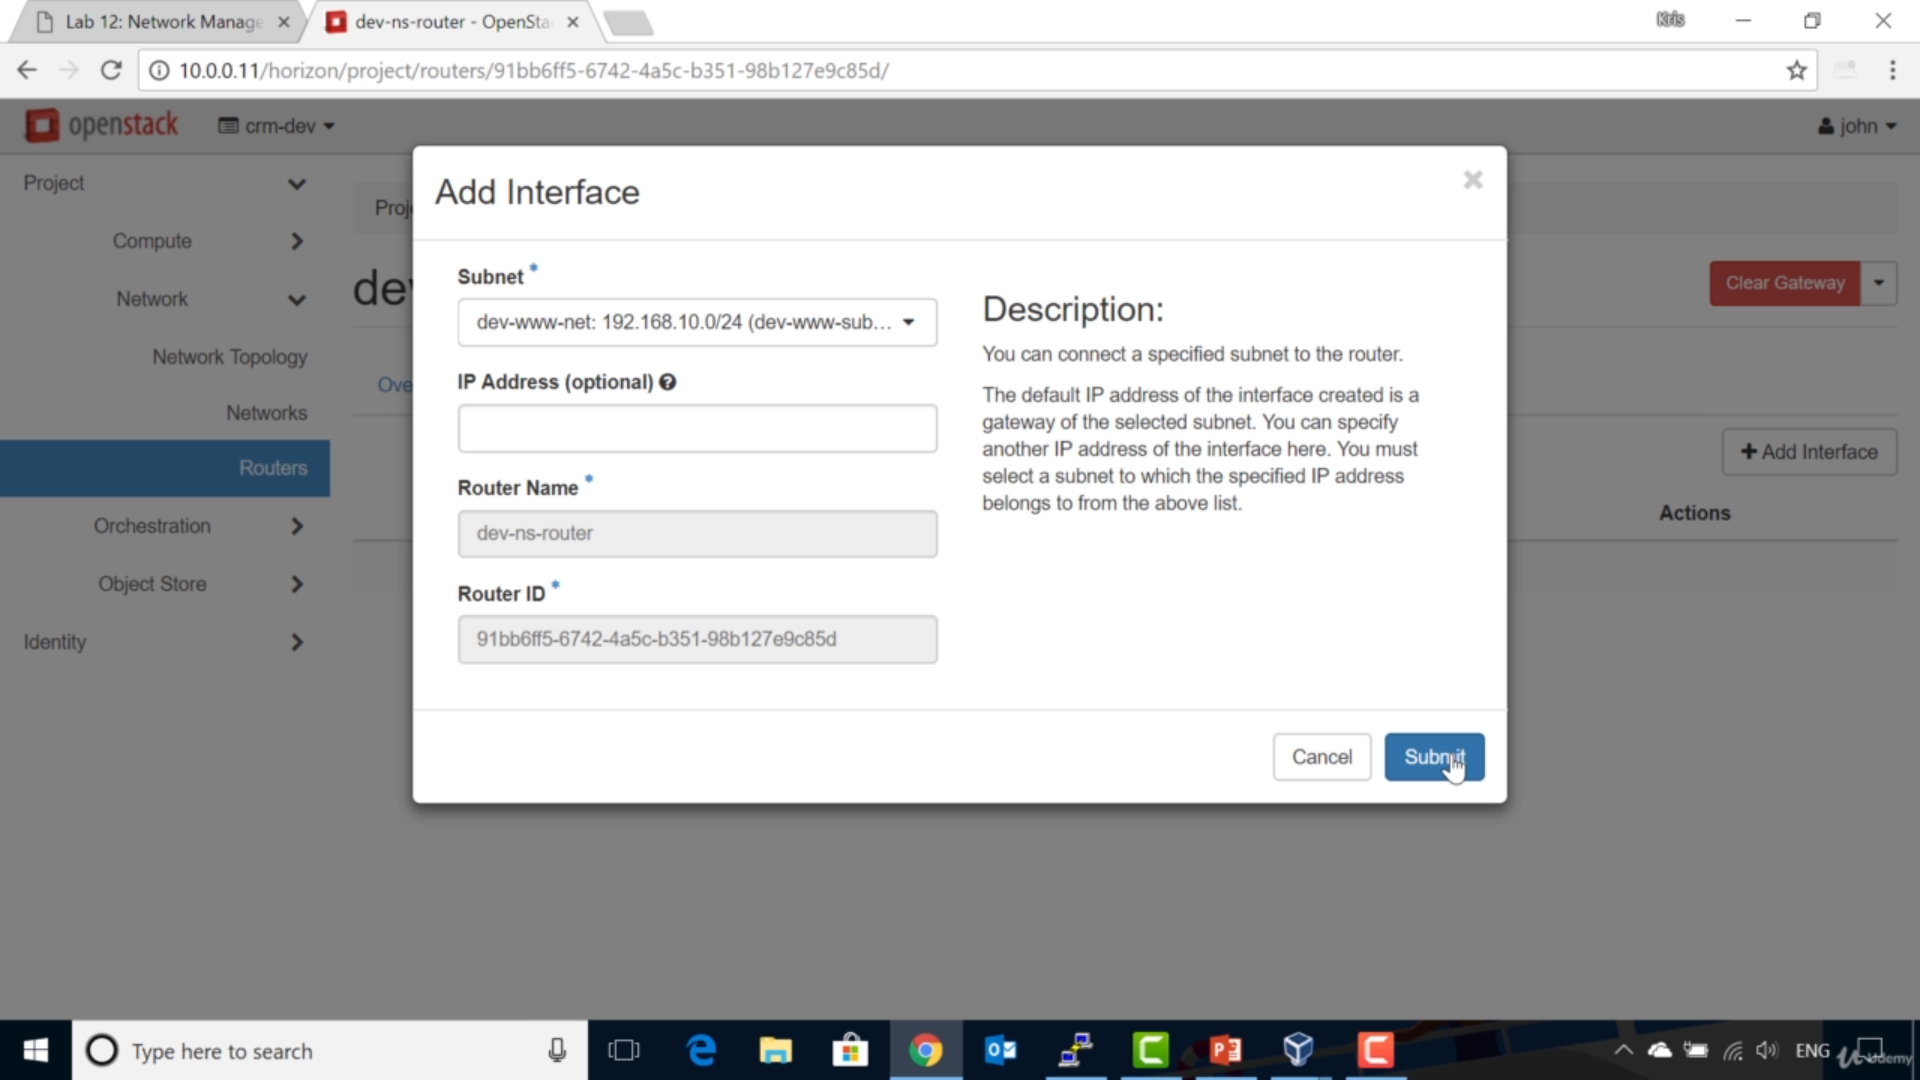 Lab 12: Network Manage
dev-ns-router - OpenSta
Kris
10.0.0.11/horizon/project/routers/91bb6ff5-6742-4a5c-b351-98b127e9c85d/
openstack
crm-dev
john
Project
Compute
Network
Network Topology
Networks
Routers
Orchestration
Object Store
Identity
Proj
dev
Ove
Clear Gateway
Add Interface
Actions
Add Interface
Subnet *
dev-www-net: 192.168.10.0/24 (dev-www-sub...
IP Address (optional)
Router Name *
dev-ns-router
Router ID *
91bb6ff5-6742-4a5c-b351-98b127e9c85d
Description:
You can connect a specified subnet to the router.
The default IP address of the interface created is a
gateway of the selected subnet. You can specify
another IP address of the interface here. You must
select a subnet to which the specified IP address
belongs to from the above list.
Cancel
Submit
Type here to search
ENG
Udemy